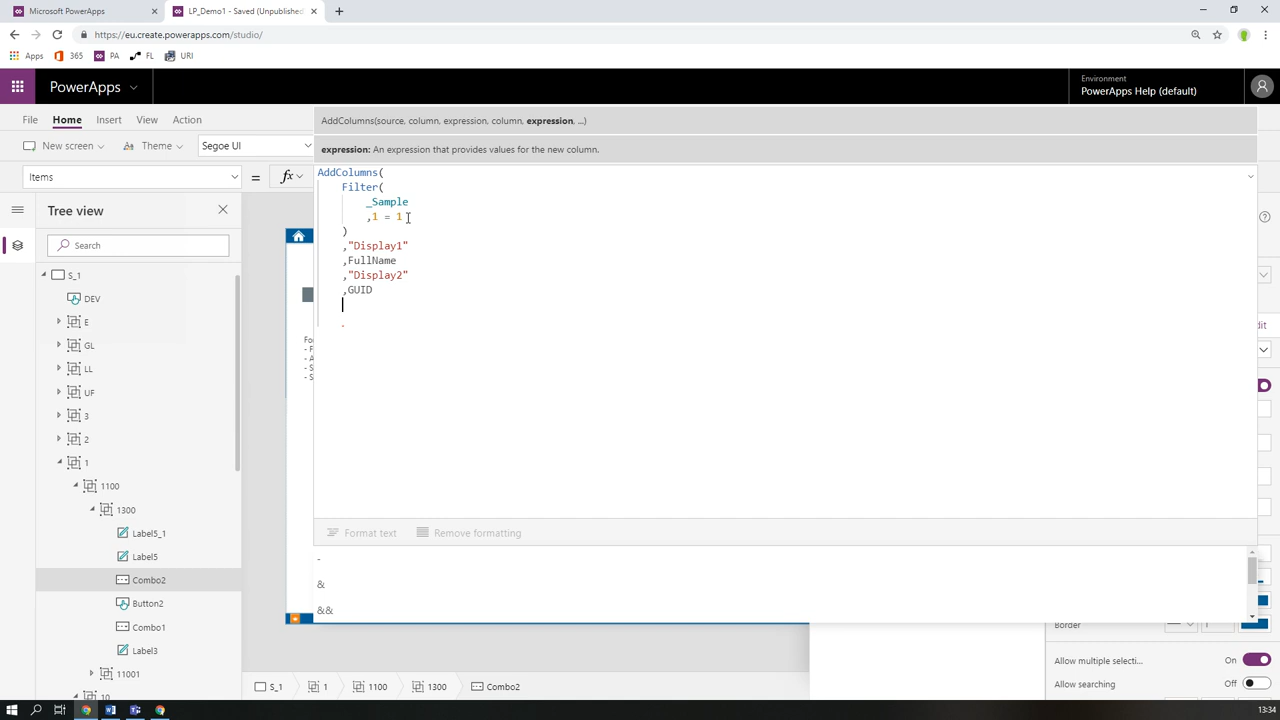 Microsoft PowerApps
LP_Demo1 - Saved (Unpublished
https://eu.create.powerapps.com/studio/
Apps 365 PA FL URI
PowerApps
Environment
PowerApps Help (default)
File Home Insert View Action
AddColumns(source, column, expression, column, expression, ...)
New screen Theme Segoe UI
expression: An expression that provides values for the new column.
Items = fx
AddColumns(
Filter(
_Sample
,1 = 1
)
,"Display1"
,FullName
,"Display2"
,GUID
Tree view
Search
S_1
DEV
E
GL
LL
UF
3
2
1
1100
1300
Label5_1
Label5
Combo2
Button2
Combo1
Label3
11001
10
Format text Remove formatting
-
&
&&
Border 1
Allow multiple selecti... On
Allow searching Off
S_1 1 1100 1300 Combo2
13:34